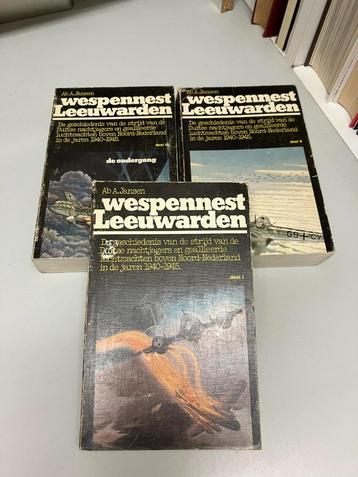 Ab A.Jansen
wespennest
Leeuwarden
De geschiedenis van de strijd van de
Duitse nachtjagers en geallieerde
luchtmachten boven Noord-Nederland
in de jaren 1940-1945.
deel III
de ondergang
Ab A.Jansen
wespennest
Leeuwarden
De geschiedenis van de strijd van de
Duitse nachtjagers en geallieerde
luchtmachten boven Noord-Nederland
in de jaren 1940-1945.
deel II
G9+CY
Ab A.Jansen
wespennest
Leeuwarden
De geschiedenis van de strijd van de
Duitse nachtjagers en geallieerde
luchtmachten boven Noord-Nederland
in de jaren 1940-1945.
deel I